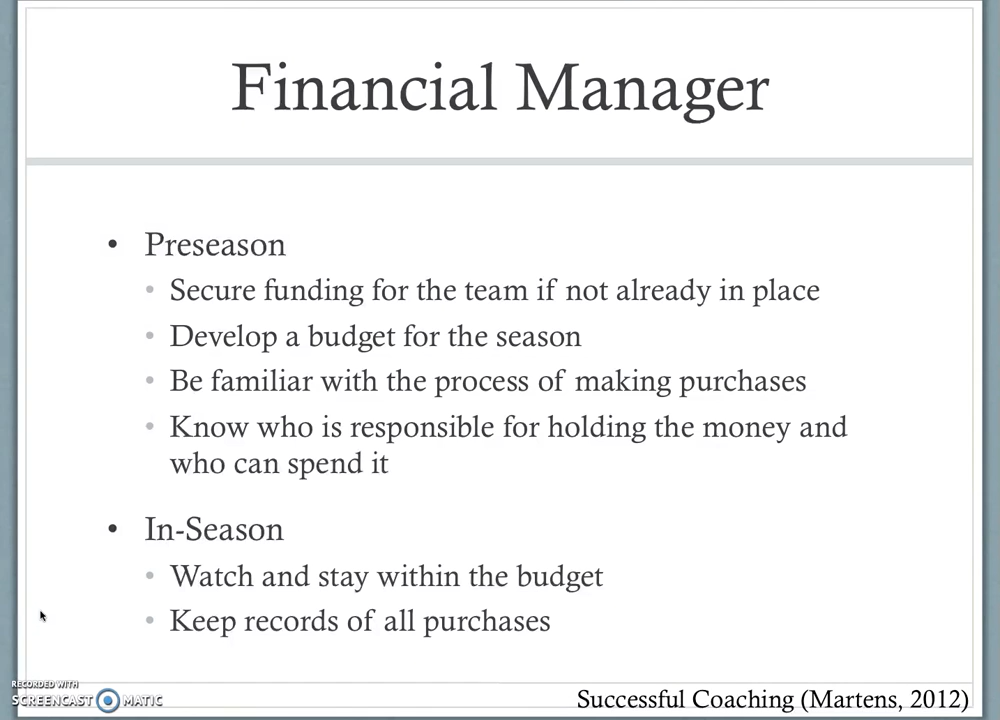 Financial Manager
• Preseason
• Secure funding for the team if not already in place
• Develop a budget for the season
• Be familiar with the process of making purchases
• Know who is responsible for holding the money and
who can spend it
• In-Season
• Watch and stay within the budget
• Keep records of all purchases
RECORDED WITH
SCREENCAST MATIC
Successful Coaching (Martens, 2012)